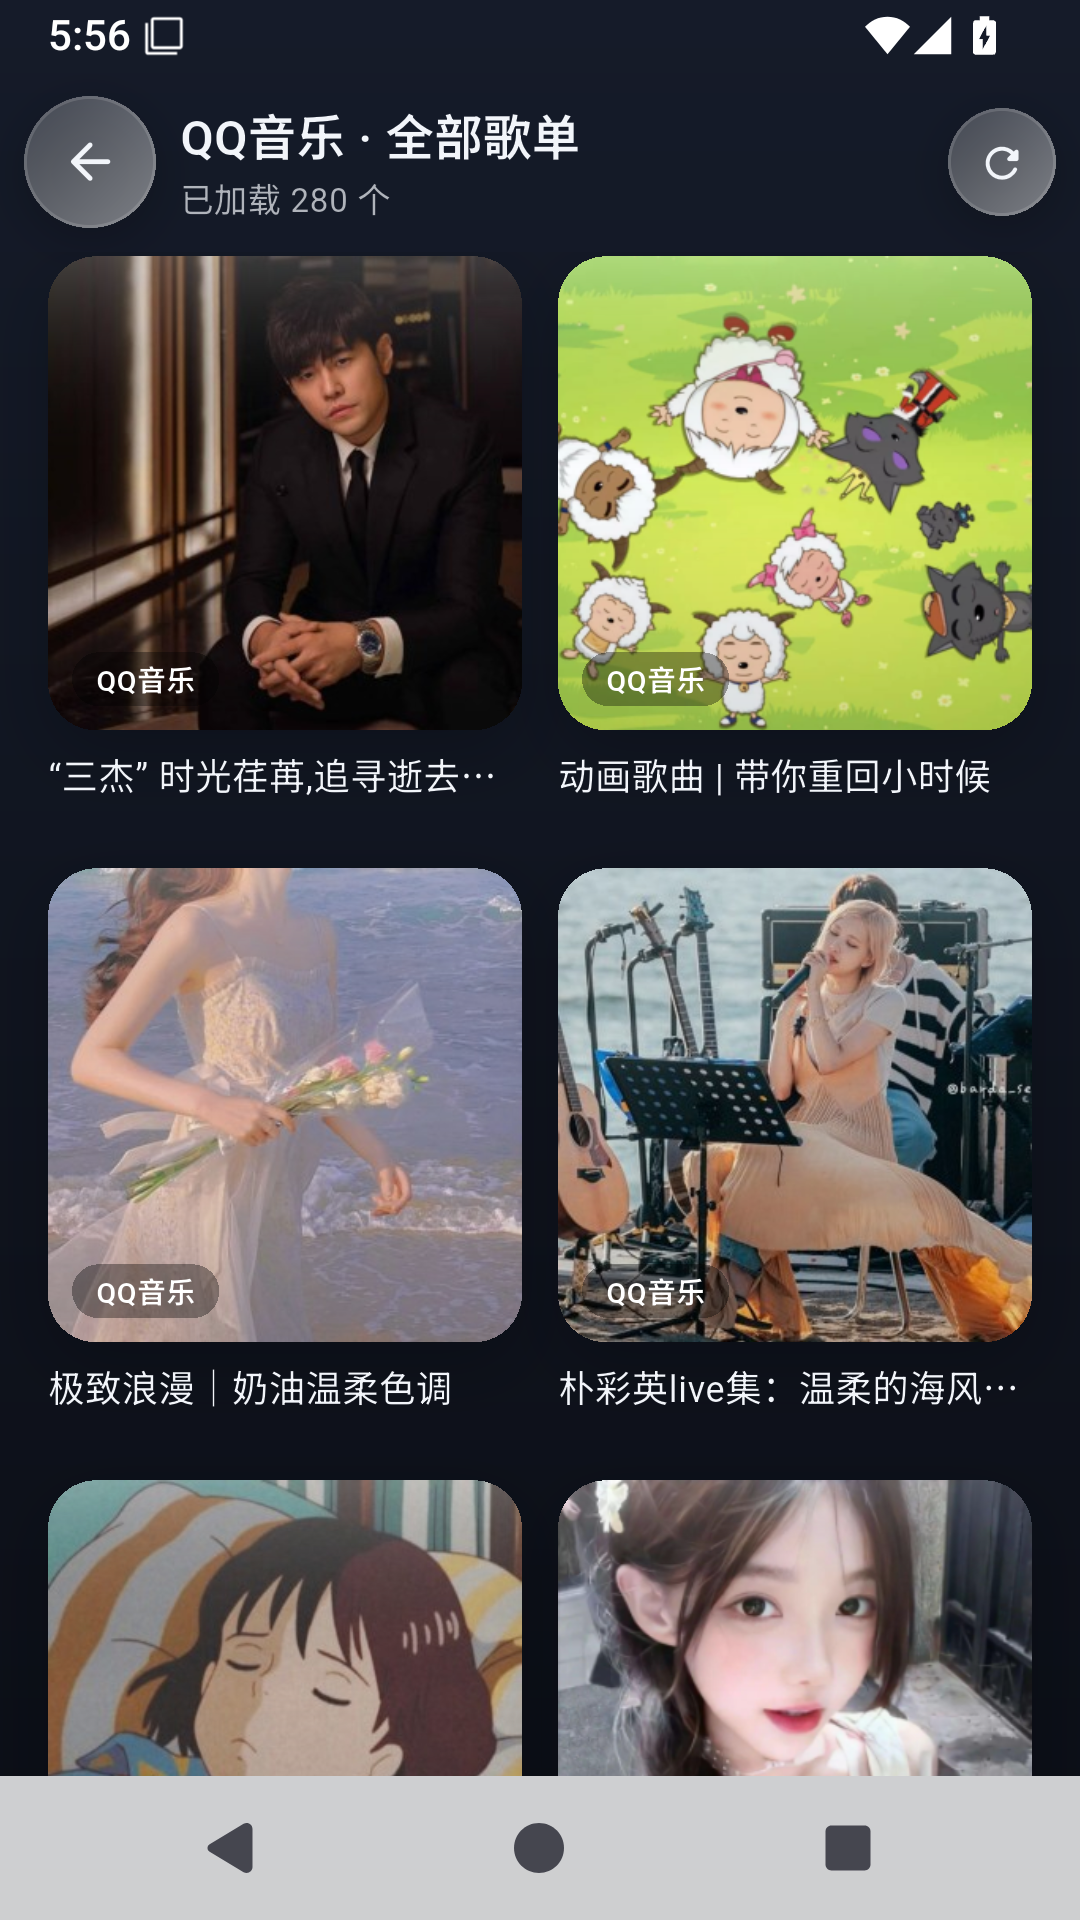 5:56
QQ音乐 · 全部歌单
已加载 280 个
QQ音乐
QQ音乐
“三杰” 时光荏苒,追寻逝去…
动画歌曲 | 带你重回小时候
QQ音乐
@banda_se
QQ音乐
极致浪漫｜奶油温柔色调
朴彩英live集：温柔的海风…